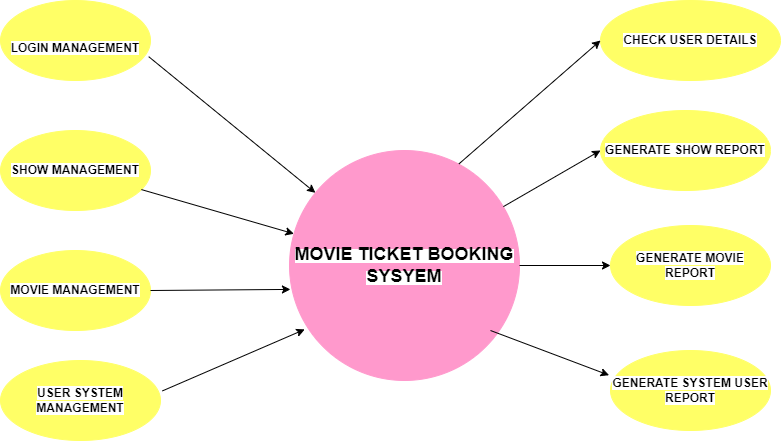 LOGIN MANAGEMENT
SHOW MANAGEMENT
MOVIE MANAGEMENT
USER SYSTEM
MANAGEMENT
MOVIE TICKET BOOKING
SYSYEM
CHECK USER DETAILS
GENERATE SHOW REPORT
GENERATE MOVIE
REPORT
GENERATE SYSTEM USER
REPORT